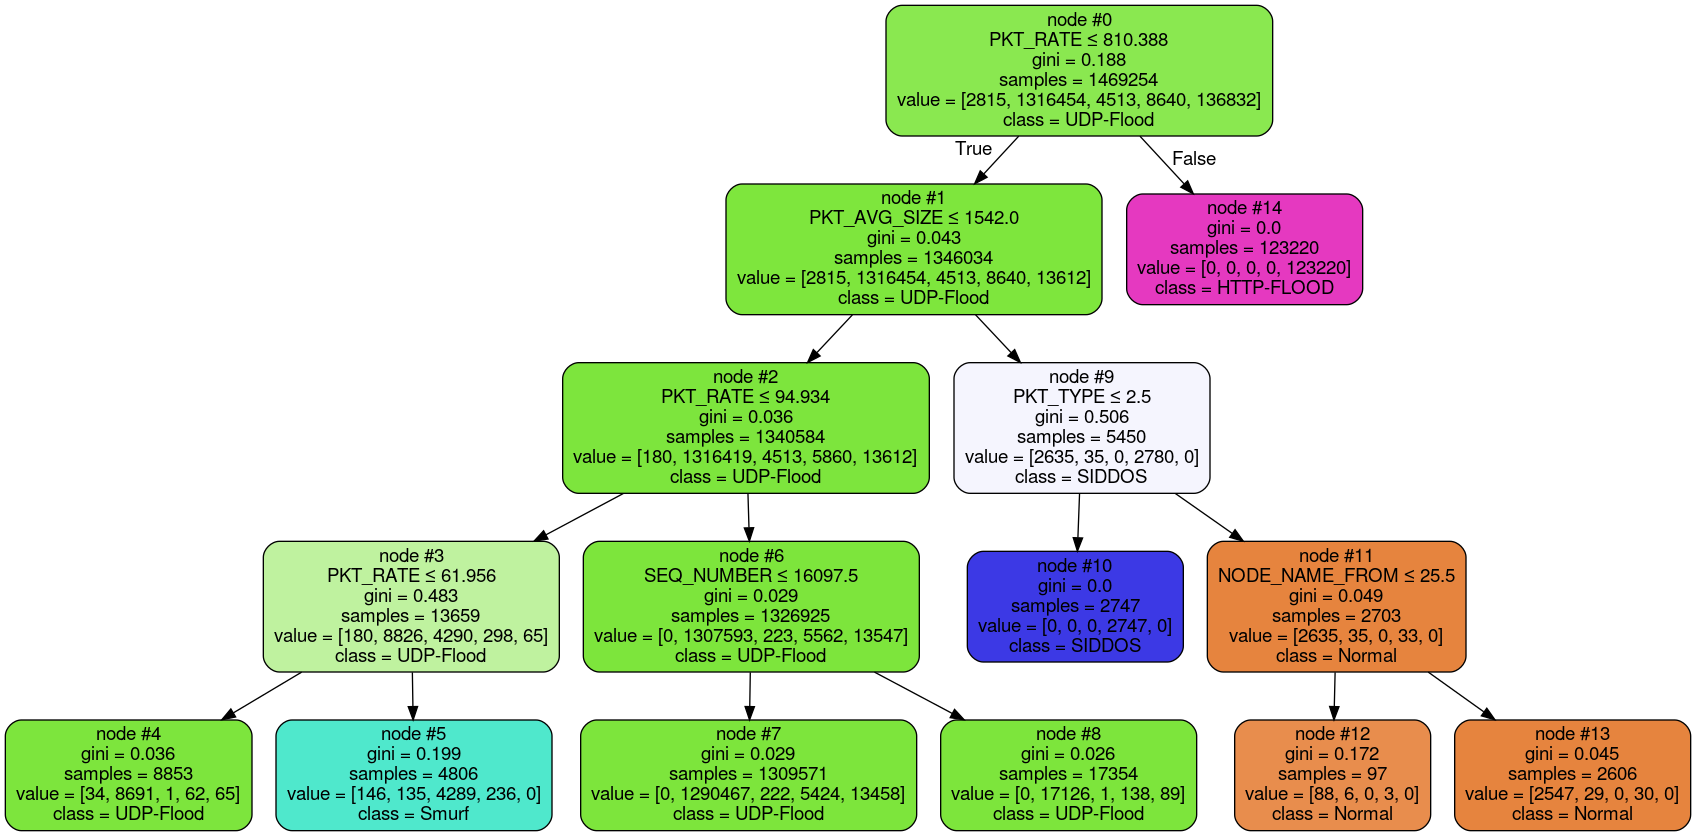 node #0
PKT_RATE ≤ 810.388
gini = 0.188
samples = 1469254
value = [2815, 1316454, 4513, 8640, 136832]
class = UDP-Flood
True
False
node #1
PKT_AVG_SIZE ≤ 1542.0
gini = 0.043
samples = 1346034
value = [2815, 1316454, 4513, 8640, 13612]
class = UDP-Flood
node #14
gini = 0.0
samples = 123220
value = [0, 0, 0, 0, 123220]
class = HTTP-FLOOD
node #2
PKT_RATE ≤ 94.934
gini = 0.036
samples = 1340584
value = [180, 1316419, 4513, 5860, 13612]
class = UDP-Flood
node #9
PKT_TYPE ≤ 2.5
gini = 0.506
samples = 5450
value = [2635, 35, 0, 2780, 0]
class = SIDDOS
node #3
PKT_RATE ≤ 61.956
gini = 0.483
samples = 13659
value = [180, 8826, 4290, 298, 65]
class = UDP-Flood
node #6
SEQ_NUMBER ≤ 16097.5
gini = 0.029
samples = 1326925
value = [0, 1307593, 223, 5562, 13547]
class = UDP-Flood
node #10
gini = 0.0
samples = 2747
value = [0, 0, 0, 2747, 0]
class = SIDDOS
node #11
NODE_NAME_FROM ≤ 25.5
gini = 0.049
samples = 2703
value = [2635, 35, 0, 33, 0]
class = Normal
node #4
gini = 0.036
samples = 8853
value = [34, 8691, 1, 62, 65]
class = UDP-Flood
node #5
gini = 0.199
samples = 4806
value = [146, 135, 4289, 236, 0]
class = Smurf
node #7
gini = 0.029
samples = 1309571
value = [0, 1290467, 222, 5424, 13458]
class = UDP-Flood
node #8
gini = 0.026
samples = 17354
value = [0, 17126, 1, 138, 89]
class = UDP-Flood
node #12
gini = 0.172
samples = 97
value = [88, 6, 0, 3, 0]
class = Normal
node #13
gini = 0.045
samples = 2606
value = [2547, 29, 0, 30, 0]
class = Normal